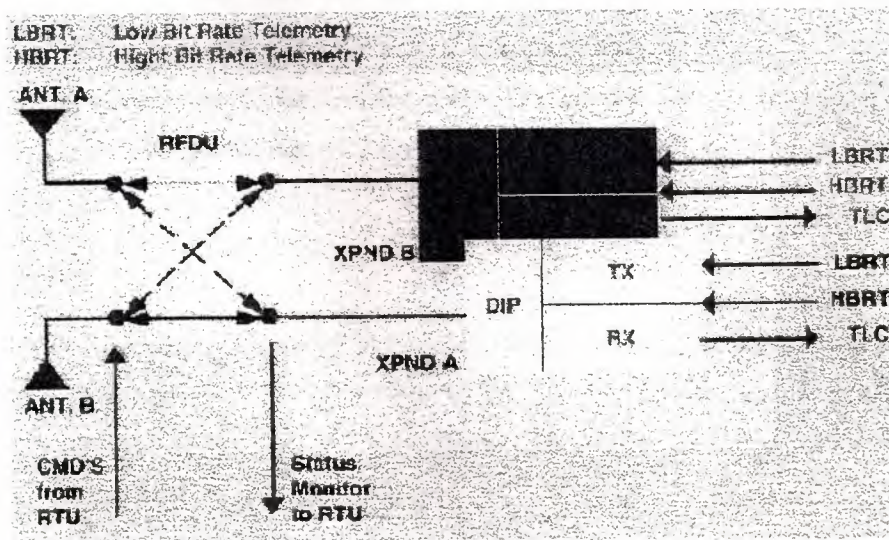 LBRT: Low Bit Rate Telemetry
HBRT: Hight Bit Rate Telemetry
ANT. A
RFDU
LBRT
HBRT
TLC
XPND B
TX
LBRT
DIP
HBRT
RX
TLC
XPND A
ANT. B
CMD'S
from
RTU
Status
Monitor
to RTU